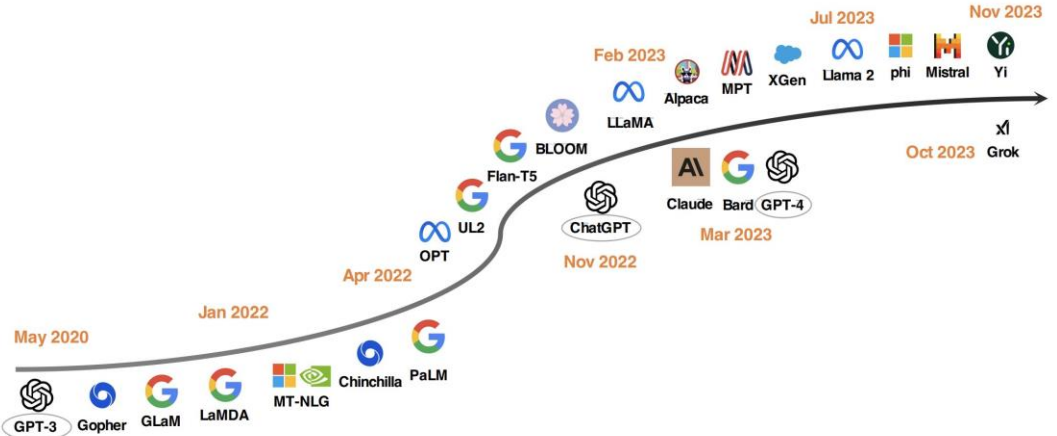 Nov 2023
Jul 2023
Feb 2023
Alpaca
MPT
XGen
Llama 2
phi
Mistral
Yi
LLaMA
BLOOM
Flan-T5
UL2
OPT
Oct 2023
xI
Grok
A\
Claude
Bard
GPT-4
Mar 2023
ChatGPT
Nov 2022
Apr 2022
Jan 2022
May 2020
GPT-3
Gopher
GLaM
LaMDA
MT-NLG
Chinchilla
PaLM